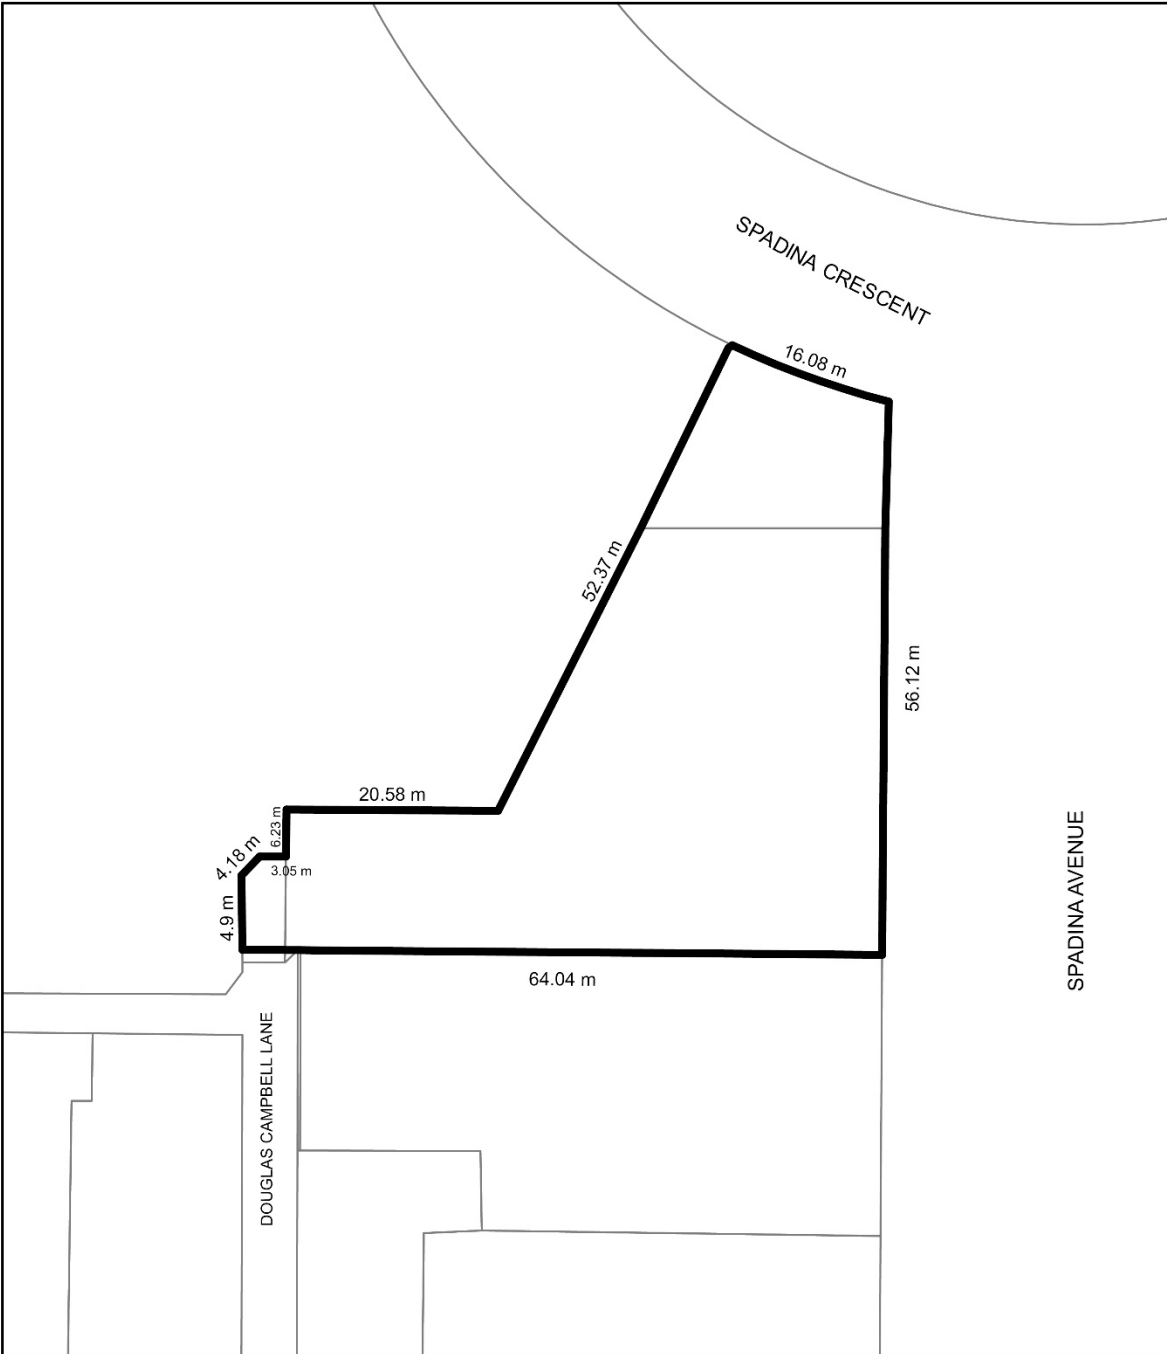 SPADINA CRESCENT
16.08 m
52.37 m
56.12 m
20.58 m
6.23 m
4.18 m
3.05 m
4.9 m
64.04 m
SPADINA AVENUE
DOUGLAS CAMPBELL LANE